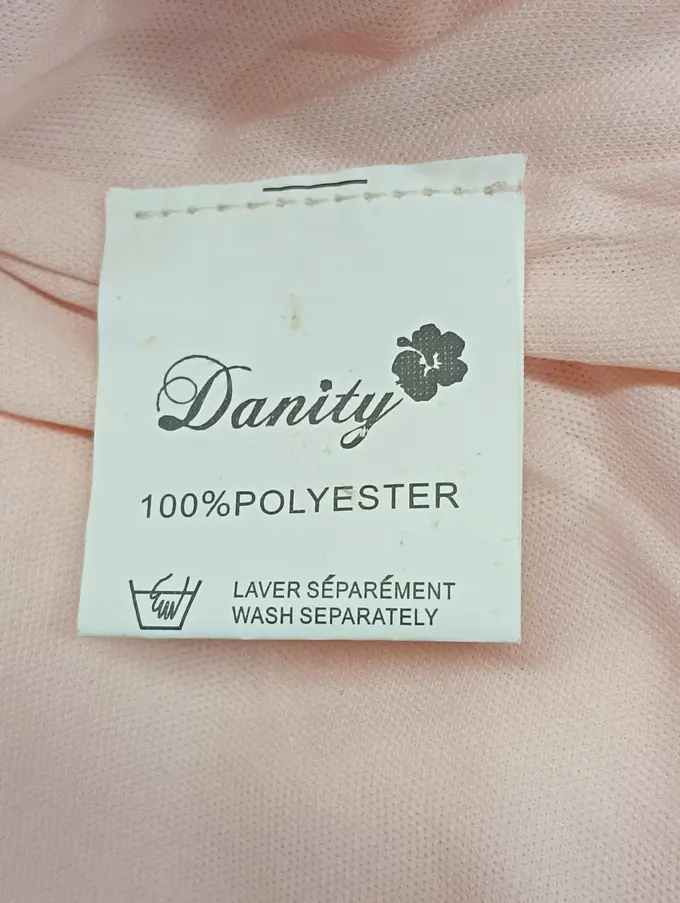 Danity
100%POLYESTER
LAVER SÉPARÉMENT
WASH SEPARATELY